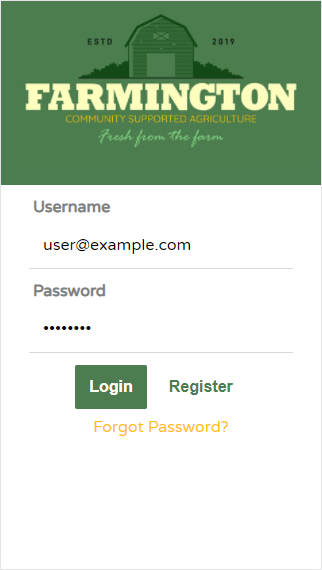 ESTD 2019
FARMINGTON
COMMUNITY SUPPORTED AGRICULTURE
Fresh from the farm
Username
user@example.com
Password
••••••••
Login Register
Forgot Password?